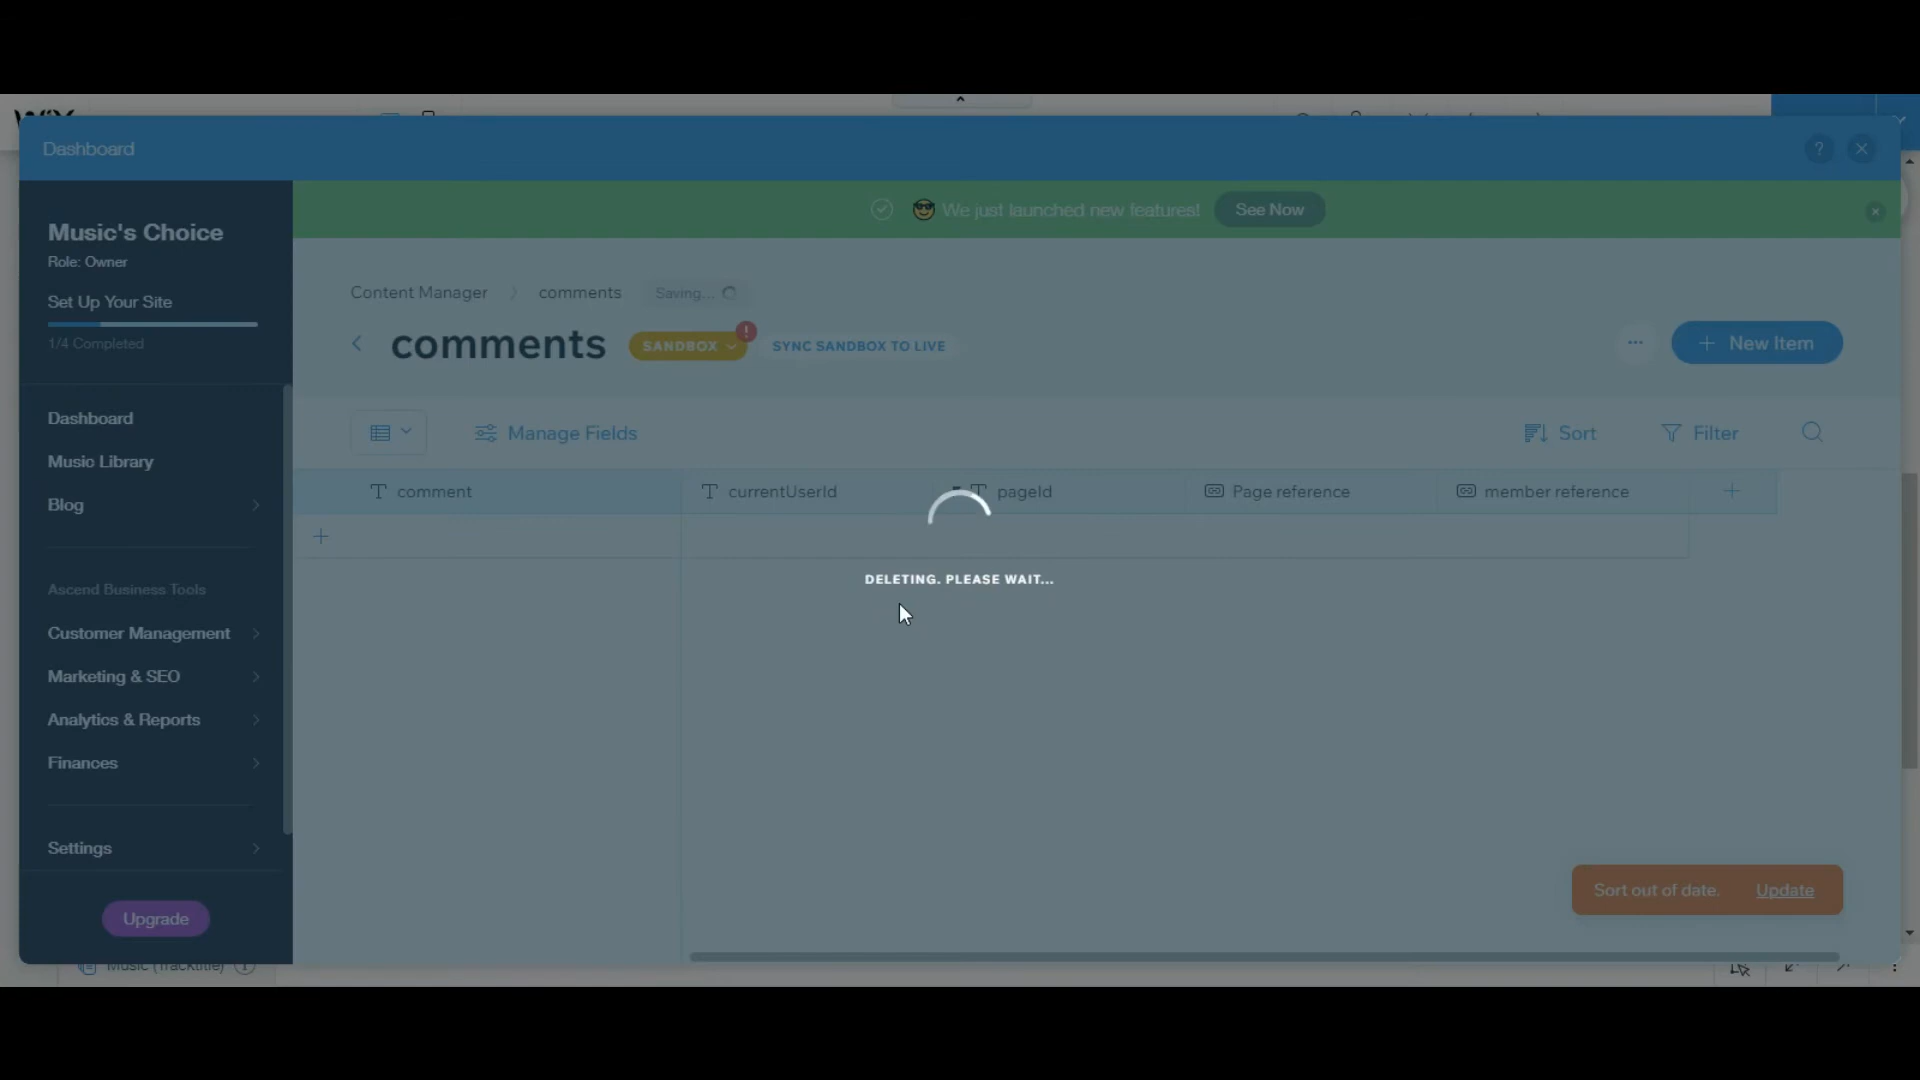 WiX
Dashboard
?
Music's Choice
Role: Owner
Set Up Your Site
1/4 Completed
Dashboard
Music Library
Blog
Ascend Business Tools
Customer Management
Marketing & SEO
Analytics & Reports
Finances
Settings
Upgrade
We just launched new features!
See Now
Content Manager
comments
Saving...
comments
SANDBOX
!
SYNC SANDBOX TO LIVE
New Item
Manage Fields
Sort
Filter
comment
currentUserId
pageId
Page reference
member reference
DELETING. PLEASE WAIT...
Sort out of date.
Update
Music (Tracktitle)